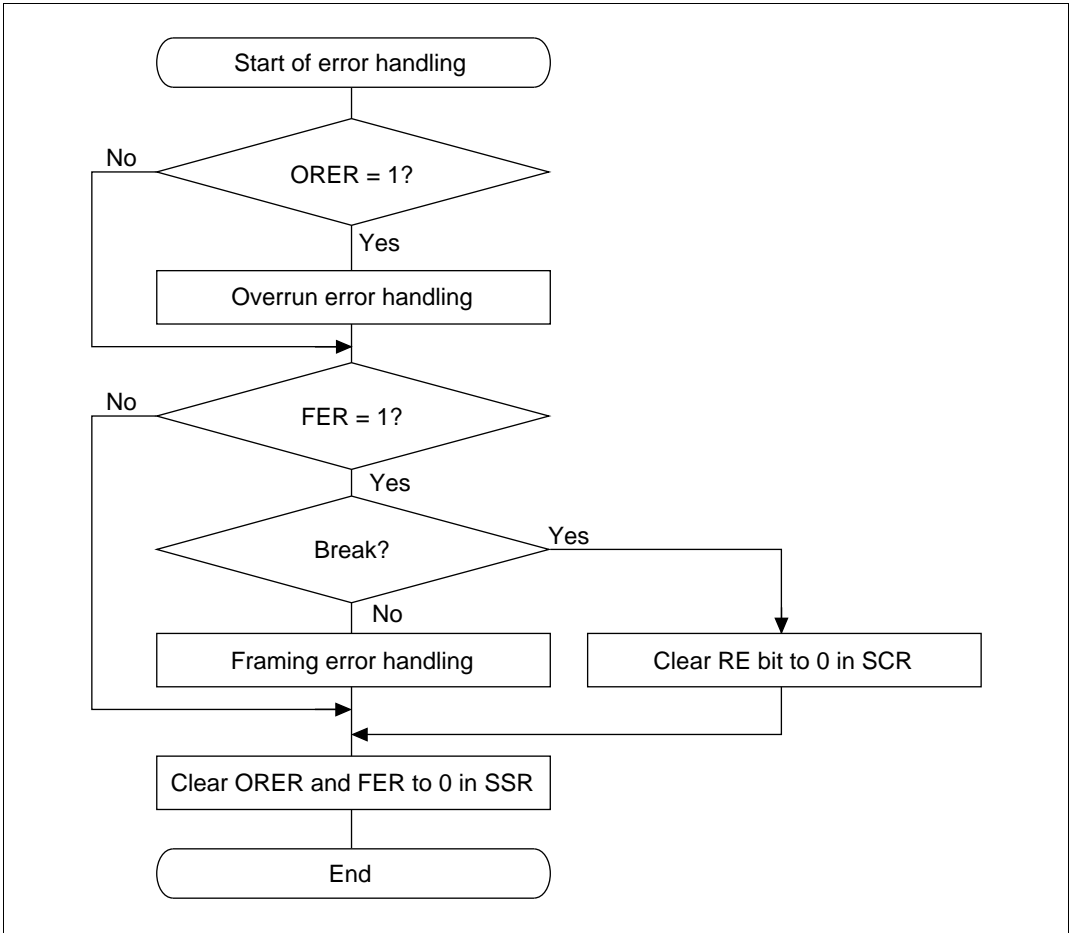 Start of error handling
No
ORER = 1?
Yes
Overrun error handling
No
FER = 1?
Yes
Break?
Yes
No
Framing error handling
Clear RE bit to 0 in SCR
Clear ORER and FER to 0 in SSR
End